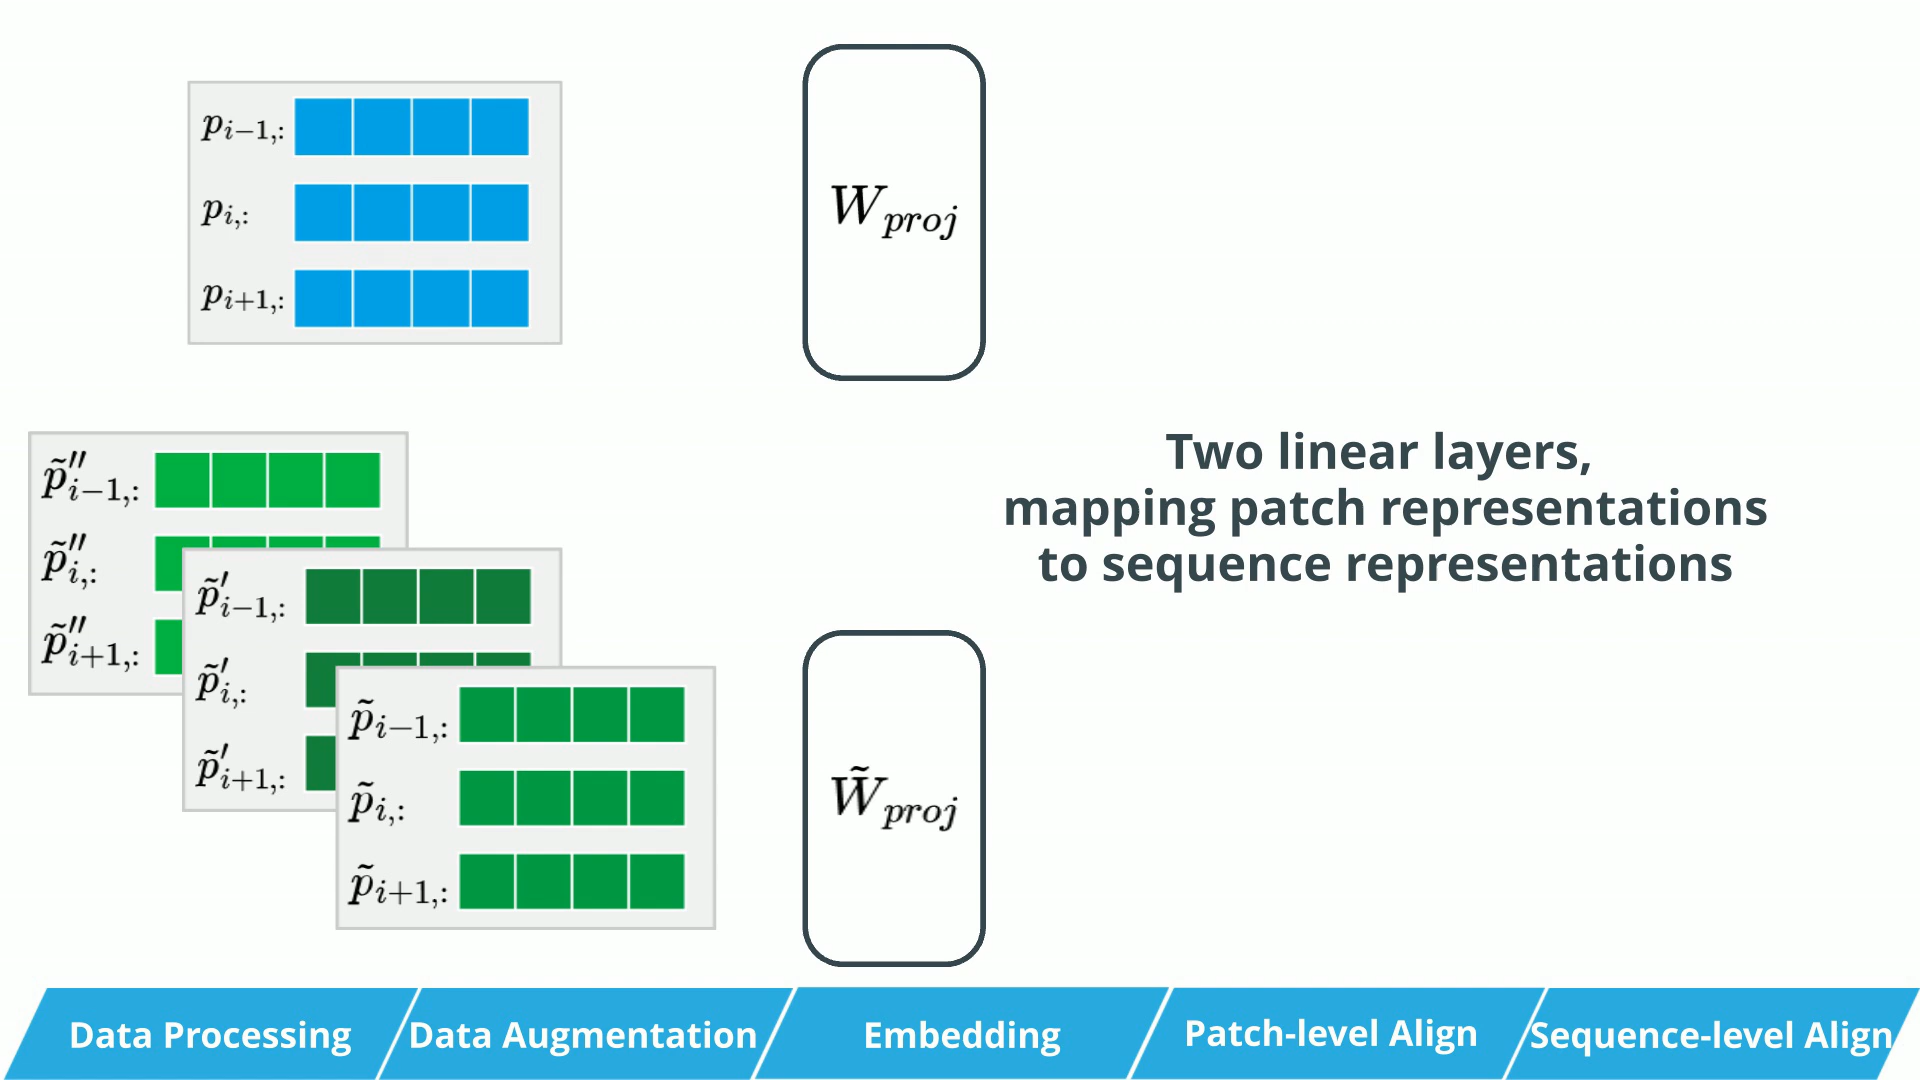 p_{i−1,:}
p_{i,:}
p_{i+1,:}
W_{proj}
p̃''_{i−1,:}
p̃''_{i,:}
p̃''_{i+1,:}
p̃'_{i−1,:}
p̃'_{i,:}
p̃'_{i+1,:}
p̃_{i−1,:}
p̃_{i,:}
p̃_{i+1,:}
Two linear layers,
mapping patch representations
to sequence representations
W̃_{proj}
Data Processing
Data Augmentation
Embedding
Patch-level Align
Sequence-level Align